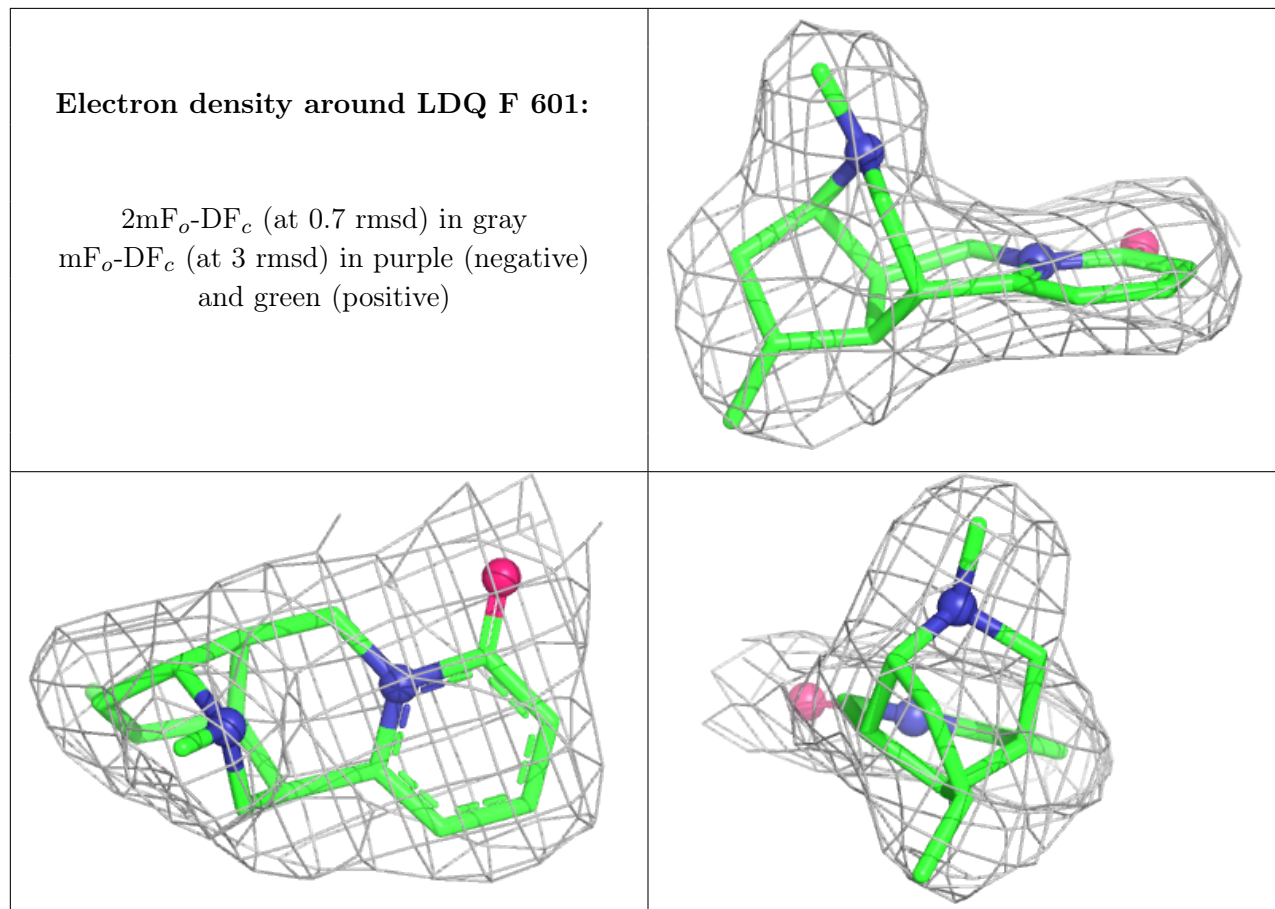 Electron density around LDQ F 601:
2mFo-DFc (at 0.7 rmsd) in gray
mFo-DFc (at 3 rmsd) in purple (negative)
and green (positive)